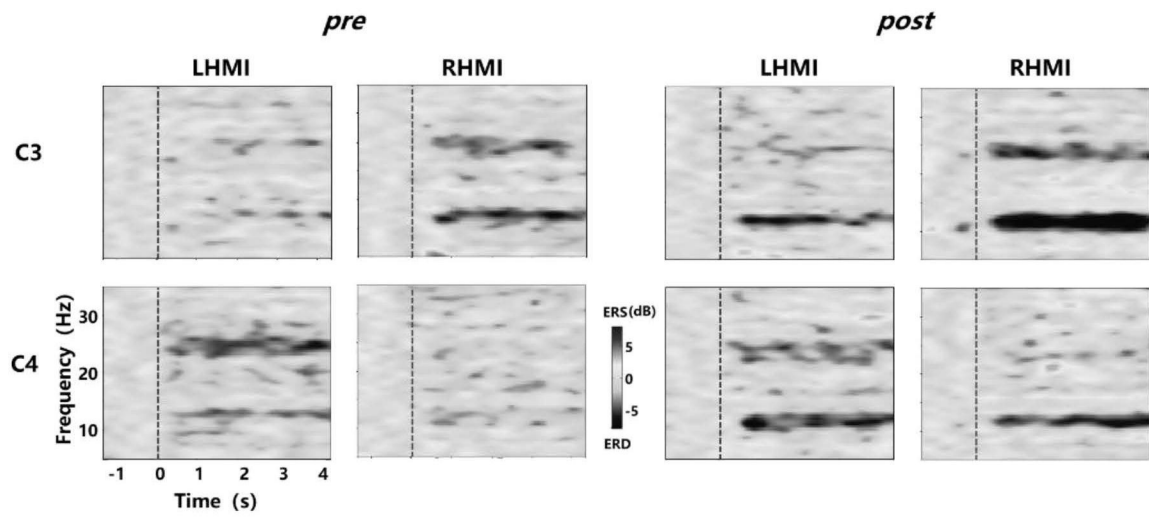 pre post
LHMI RHMI LHMI RHMI
C3
C4
Frequency (Hz)
30
20
10
ERS(dB)
5
0
-5
ERD
-1 0 1 2 3 4
Time (s)